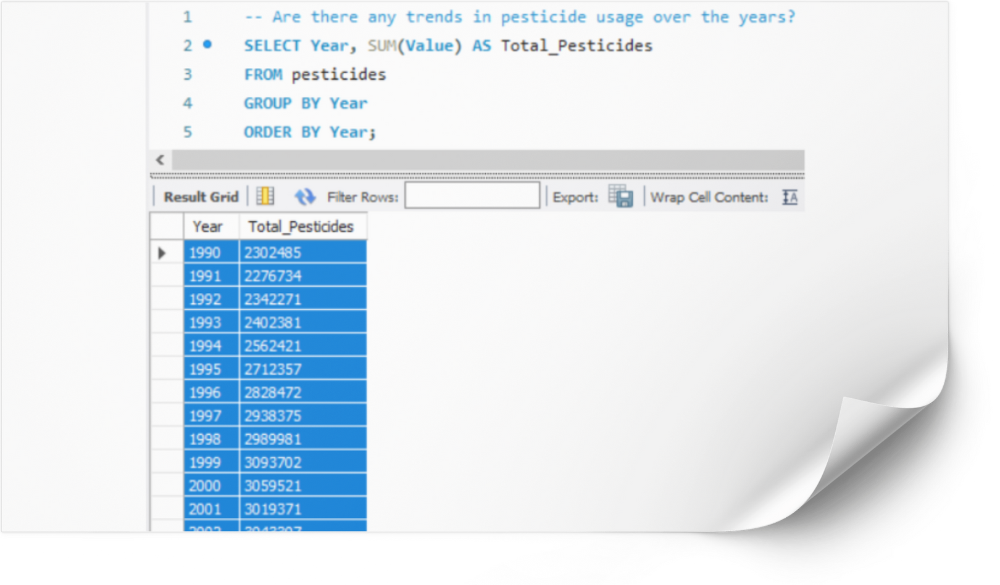 1 -- Are there any trends in pesticide usage over the years?
2 SELECT Year, SUM(Value) AS Total_Pesticides
3 FROM pesticides
4 GROUP BY Year
5 ORDER BY Year;
Result Grid Filter Rows: Export: Wrap Cell Content:
Year Total_Pesticides
1990 2302485
1991 2276734
1992 2342271
1993 2402381
1994 2562421
1995 2712357
1996 2828472
1997 2938375
1998 2989981
1999 3093702
2000 3059521
2001 3019371